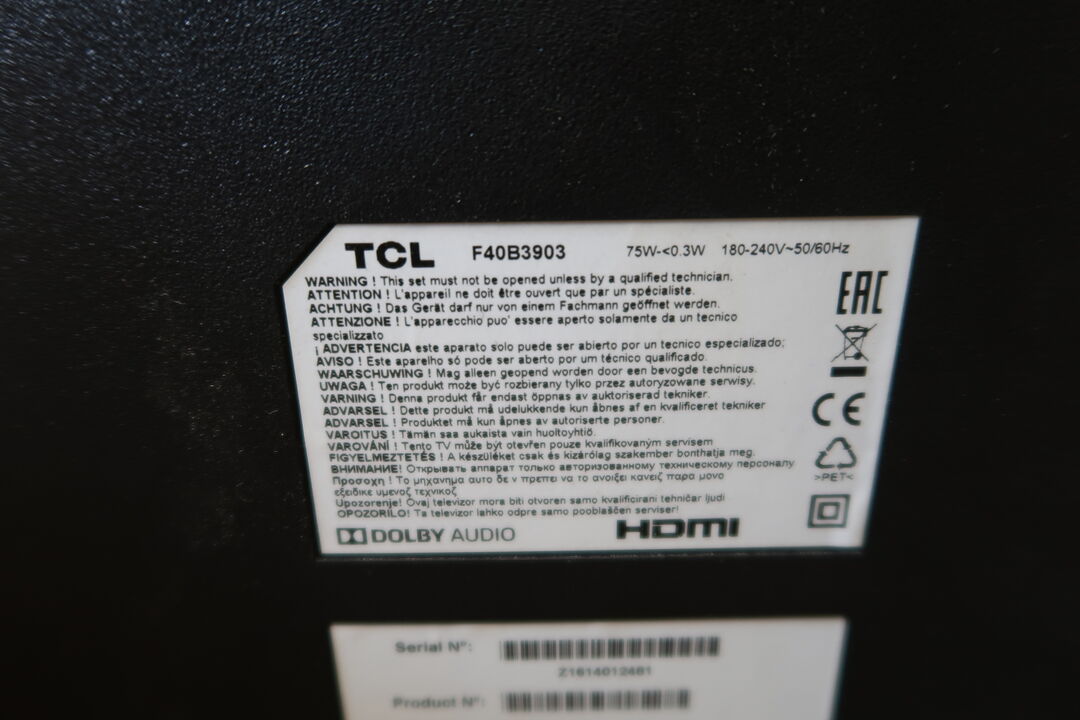 TCL F40B3903 75W-<0.3W 180-240V~50/60Hz
WARNING ! This set must not be opened unless by a qualified technician.
ATTENTION ! L'appareil ne doit être ouvert que par un spécialiste.
ACHTUNG ! Das Gerät darf nur von einem Fachmann geöffnet werden.
ATTENZIONE ! L'apparecchio puo' essere aperto solamente da un tecnico
specializzato
¡ ADVERTENCIA este aparato solo puede ser abierto por un tecnico especializado;
AVISO ! Este aparelho só pode ser aberto por um técnico qualificado.
WAARSCHUWING ! Mag alleen geopend worden door een bevogde technicus.
UWAGA ! Ten produkt może być rozbierany tylko przez autoryzowane serwisy.
VARNING ! Denna produkt får endast öppnas av auktoriserad tekniker.
ADVARSEL ! Dette produkt må udelukkende kun åbnes af en kvalificeret tekniker
ADVARSEL ! Produktet må kun åpnes av autoriserte personer.
VAROITUS ! Tämän saa aukaista vain huoltoyhtiö.
VAROVÁNÍ ! Tento TV může být otevřen pouze kvalifikovaným servisem
FIGYELMEZTETÉS ! A készüléket csak és kizárólag szakember bonthatja meg.
ВНИМАНИЕ! Открывать аппарат только авторизованному техническому персоналу
Προσοχη ! Το μηχανημα αυτο δε ν πρεπει να το ανοιξει κανεις παρα μονο
εξειδικε υμενος τεχνικος
Upozorenje! Ovaj televizor mora biti otvoren samo kvalificirani tehničar ljudi
OPOZORILO! Ta televizor lahko odpre samo pooblaščen serviser!
DOLBY AUDIO HDMI
EAC
CE
>PET<
Serial Nº:
Z1614012481
Product Nº: